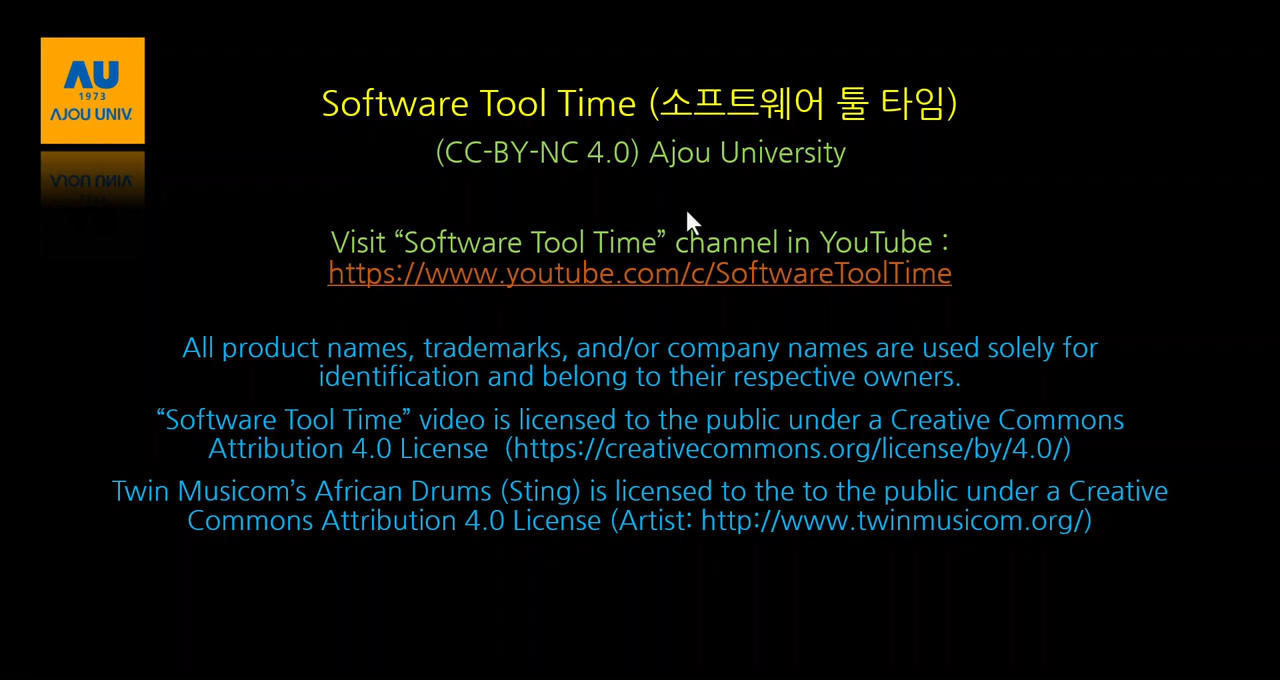 AU
1973
AJOU UNIV.
Software Tool Time (소프트웨어 툴 타임)
(CC-BY-NC 4.0) Ajou University
Visit “Software Tool Time” channel in YouTube :
https://www.youtube.com/c/SoftwareToolTime
All product names, trademarks, and/or company names are used solely for
identification and belong to their respective owners.
“Software Tool Time” video is licensed to the public under a Creative Commons
Attribution 4.0 License (https://creativecommons.org/license/by/4.0/)
Twin Musicom’s African Drums (Sting) is licensed to the to the public under a Creative
Commons Attribution 4.0 License (Artist: http://www.twinmusicom.org/)